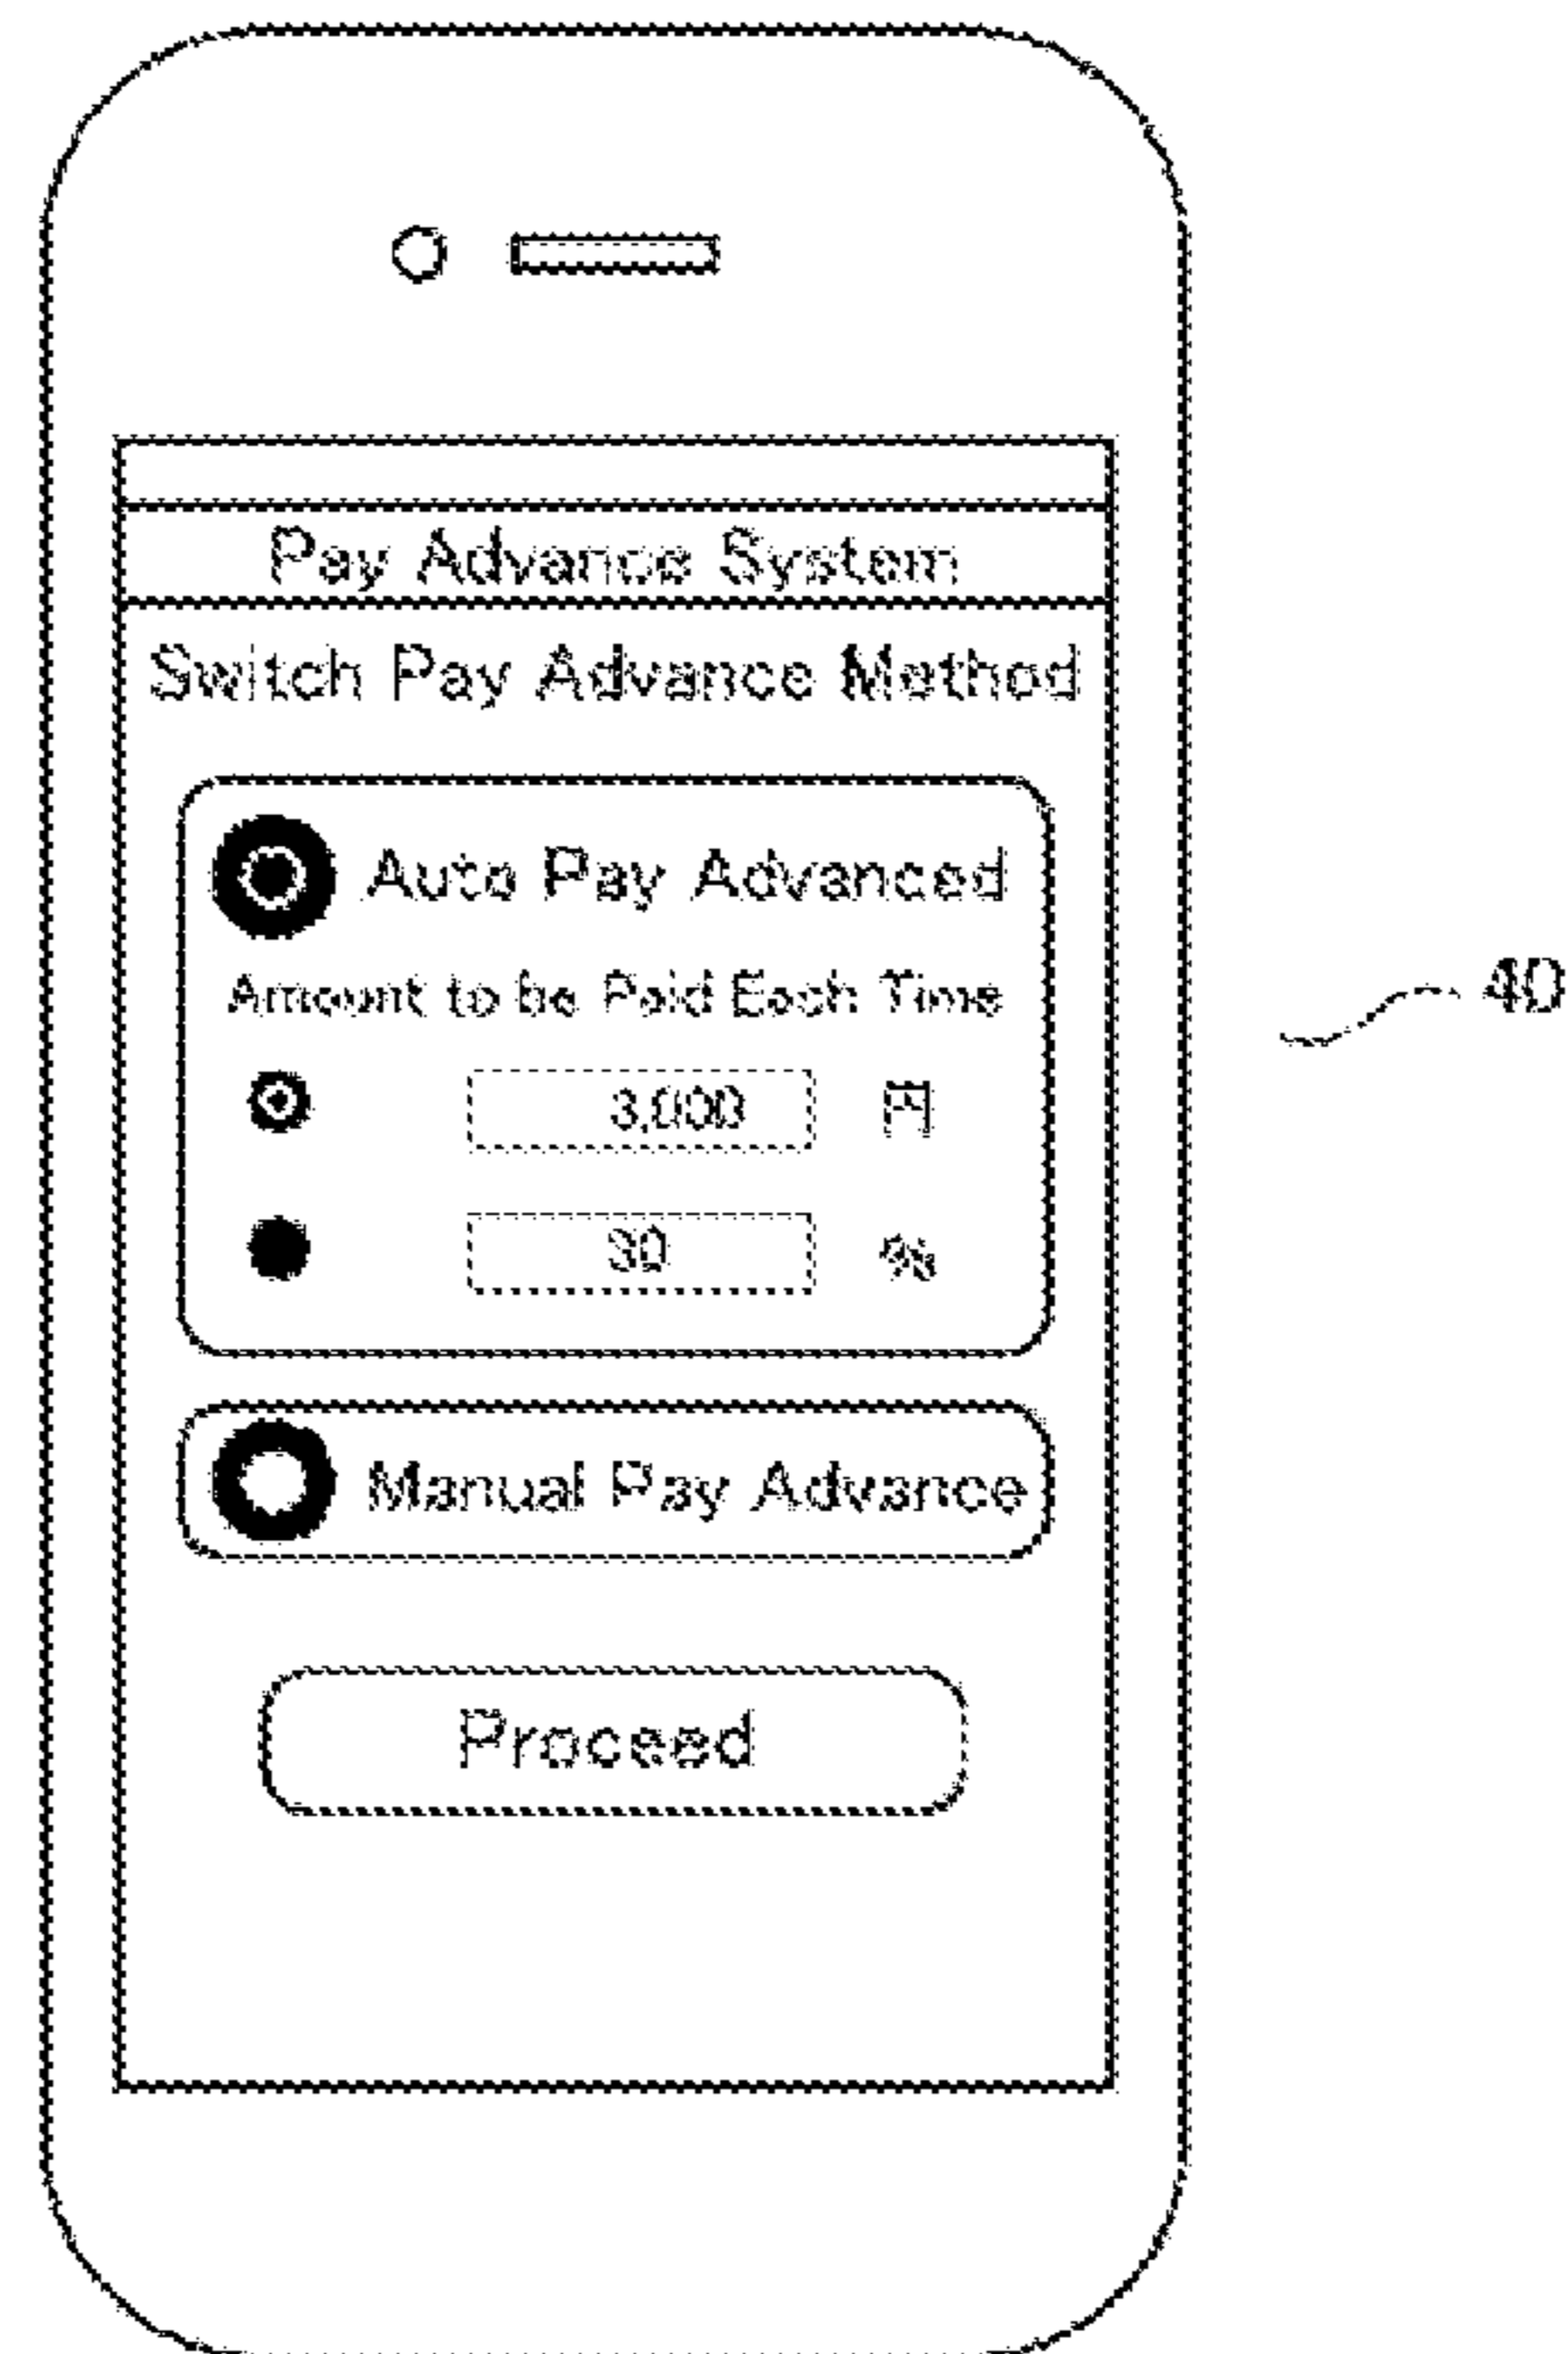 Pay Advance System
Switch Pay Advance Method
Auto Pay Advanced
Amount to be Paid Each Time
3,000 円
%
Manual Pay Advance
Proceed
40